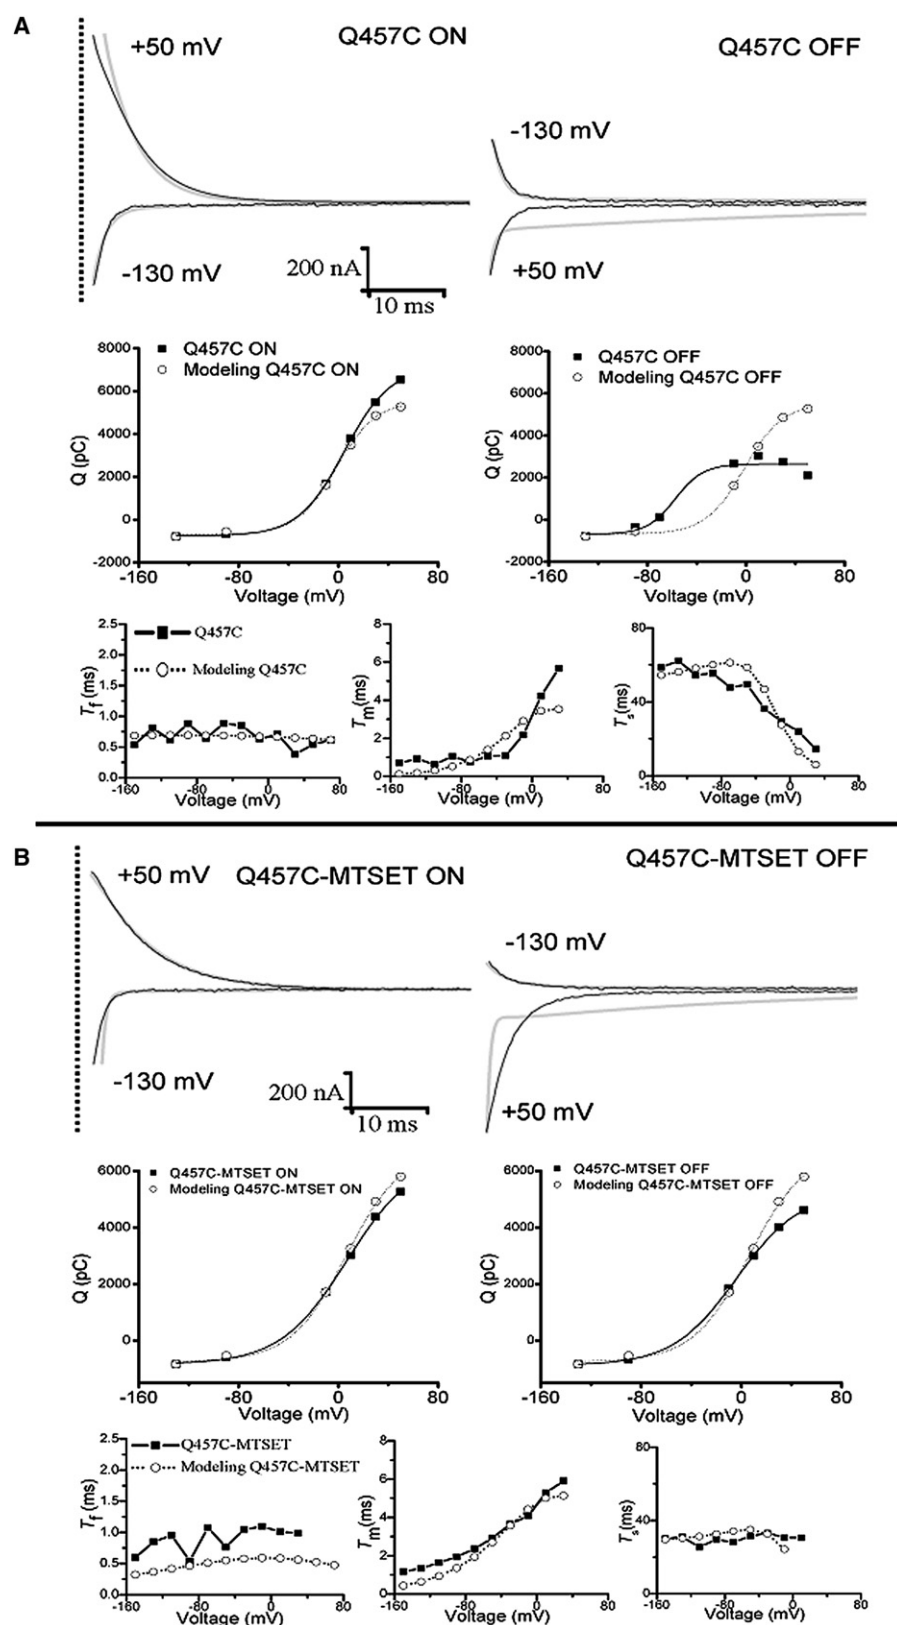 A
+50 mV
Q457C ON
Q457C OFF
-130 mV
-130 mV
+50 mV
200 nA
10 ms
8000
6000
4000
2000
0
-2000
Q (pC)
Q457C ON
Modeling Q457C ON
-160 -80 0 80
Voltage (mV)
8000
6000
4000
2000
0
-2000
Q (pC)
Q457C OFF
Modeling Q457C OFF
-160 -80 0 80
Voltage (mV)
2.5
2.0
1.5
1.0
0.5
0.0
Tf (ms)
Q457C
Modeling Q457C
-160 -80 0 80
Voltage (mV)
8
6
4
2
0
Tm(ms)
-160 -80 0 80
Voltage (mV)
80
40
0
Ts(ms)
-160 -80 0 80
Voltage (mV)
B
+50 mV
Q457C-MTSET ON
Q457C-MTSET OFF
-130 mV
-130 mV
+50 mV
200 nA
10 ms
6000
4000
2000
0
Q (pC)
Q457C-MTSET ON
Modeling Q457C-MTSET ON
-160 -80 0 80
Voltage (mV)
6000
4000
2000
0
Q (pC)
Q457C-MTSET OFF
Modeling Q457C-MTSET OFF
-160 -80 0 80
Voltage (mV)
2.5
2.0
1.5
1.0
0.5
0.0
Tf (ms)
Q457C-MTSET
Modeling Q457C-MTSET
-160 -80 0 80
Voltage (mV)
8
6
4
2
0
Tm(ms)
-160 -80 0 80
Voltage (mV)
80
40
0
Ts(ms)
-160 -80 0 80
Voltage (mV)